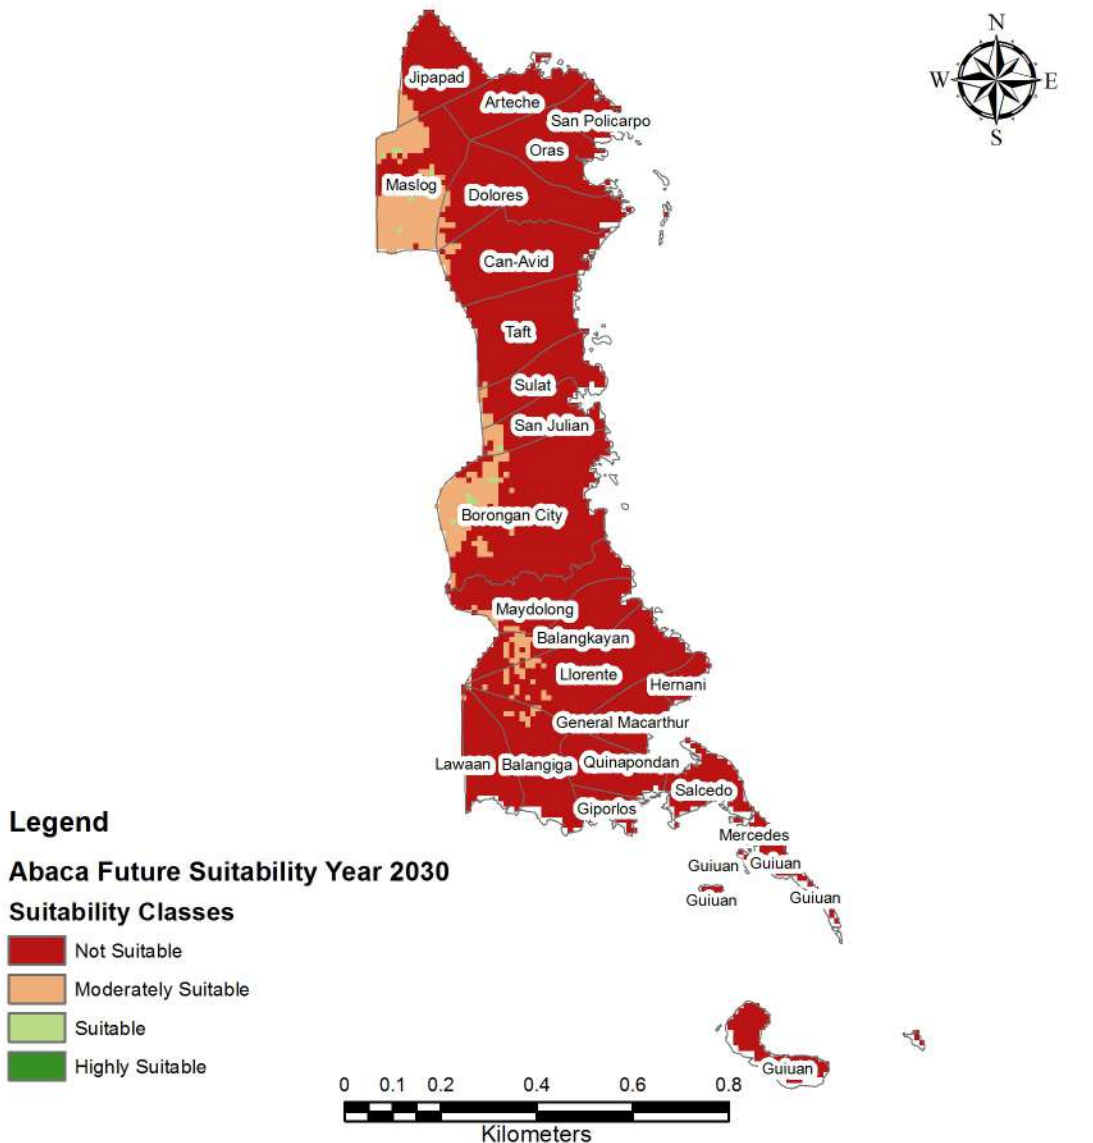 N
W
E
S
Jipapad
Arteche
San Policarpo
Oras
Maslog
Dolores
Can-Avid
Taft
Sulat
San Julian
Borongan City
Maydolong
Balangkayan
Llorente
Hernani
General Macarthur
Lawaan
Balangiga
Quinapondan
Salcedo
Giporlos
Mercedes
Guiuan
Guiuan
Guiuan
Guiuan
Guiuan
Legend
Abaca Future Suitability Year 2030
Suitability Classes
Not Suitable
Moderately Suitable
Suitable
Highly Suitable
0 0.1 0.2 0.4 0.6 0.8
Kilometers